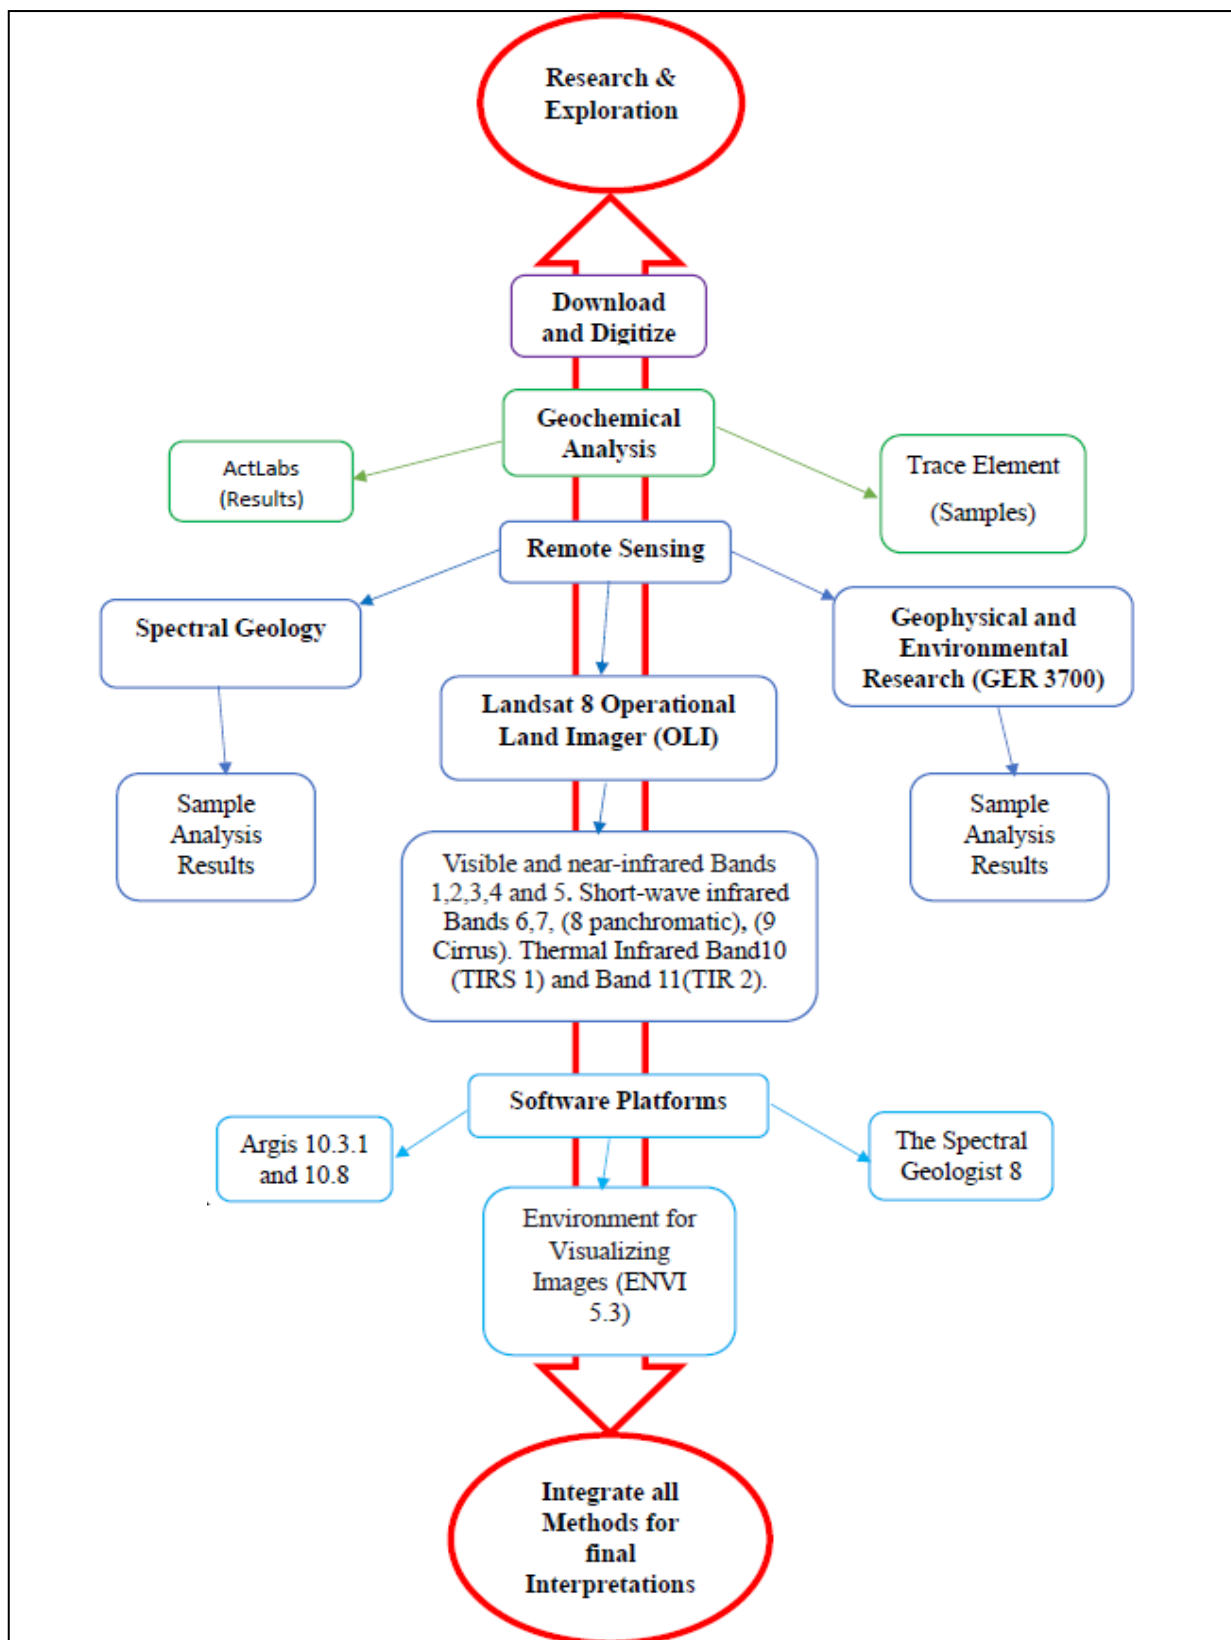 Research &
Exploration
Download
and Digitize
Geochemical
Analysis
ActLabs
(Results)
Trace Element
(Samples)
Remote Sensing
Spectral Geology
Geophysical and
Environmental
Research (GER 3700)
Landsat 8 Operational
Land Imager (OLI)
Sample
Analysis
Results
Sample
Analysis
Results
Visible and near-infrared Bands
1,2,3,4 and 5. Short-wave infrared
Bands 6,7, (8 panchromatic), (9
Cirrus). Thermal Infrared Band10
(TIRS 1) and Band 11(TIR 2).
Software Platforms
Argis 10.3.1
and 10.8
The Spectral
Geologist 8
Environment for
Visualizing
Images (ENVI
5.3)
Integrate all
Methods for
final
Interpretations